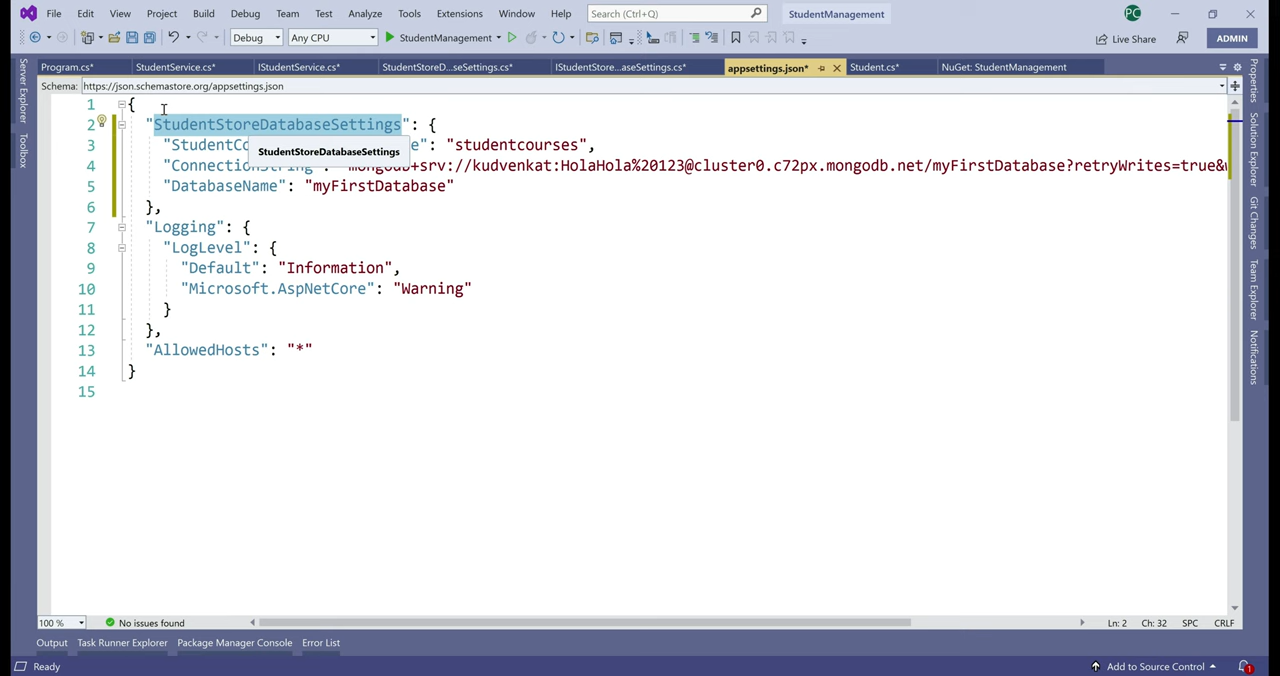 File Edit View Project Build Debug Team Test Analyze Tools Extensions Window Help Search (Ctrl+Q) StudentManagement PC
Debug Any CPU StudentManagement Live Share ADMIN
Program.cs* StudentService.cs* IStudentService.cs* StudentStoreD...seSettings.cs* IStudentStore...aseSettings.cs* appsettings.json* Student.cs* NuGet: StudentManagement
Schema: https://json.schemastore.org/appsettings.json
1 {
2 "StudentStoreDatabaseSettings": {
StudentStoreDatabaseSettings
3 "StudentCo e": "studentcourses",
4 "ConnectionString": "mongodb+srv://kudvenkat:HolaHola%20123@cluster0.c72px.mongodb.net/myFirstDatabase?retryWrites=true&w
5 "DatabaseName": "myFirstDatabase"
6 },
7 "Logging": {
8 "LogLevel": {
9 "Default": "Information",
10 "Microsoft.AspNetCore": "Warning"
11 }
12 },
13 "AllowedHosts": "*"
14 }
15
100 % No issues found Ln: 2 Ch: 32 SPC CRLF
Output Task Runner Explorer Package Manager Console Error List
Ready Add to Source Control 1
Server Explorer
Toolbox
Properties
Solution Explorer
Git Changes
Team Explorer
Notifications